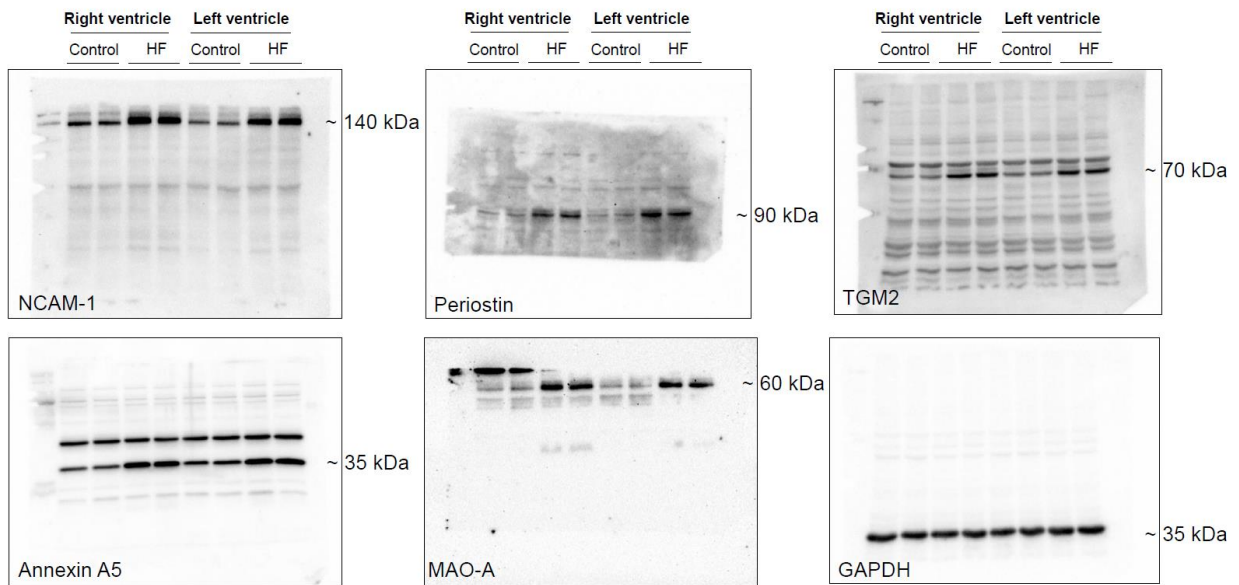 Right ventricle Left ventricle
Control HF Control HF
~ 140 kDa
NCAM-1
Right ventricle Left ventricle
Control HF Control HF
~ 90 kDa
Periostin
Right ventricle Left ventricle
Control HF Control HF
~ 70 kDa
TGM2
~ 35 kDa
Annexin A5
~ 60 kDa
MAO-A
~ 35 kDa
GAPDH